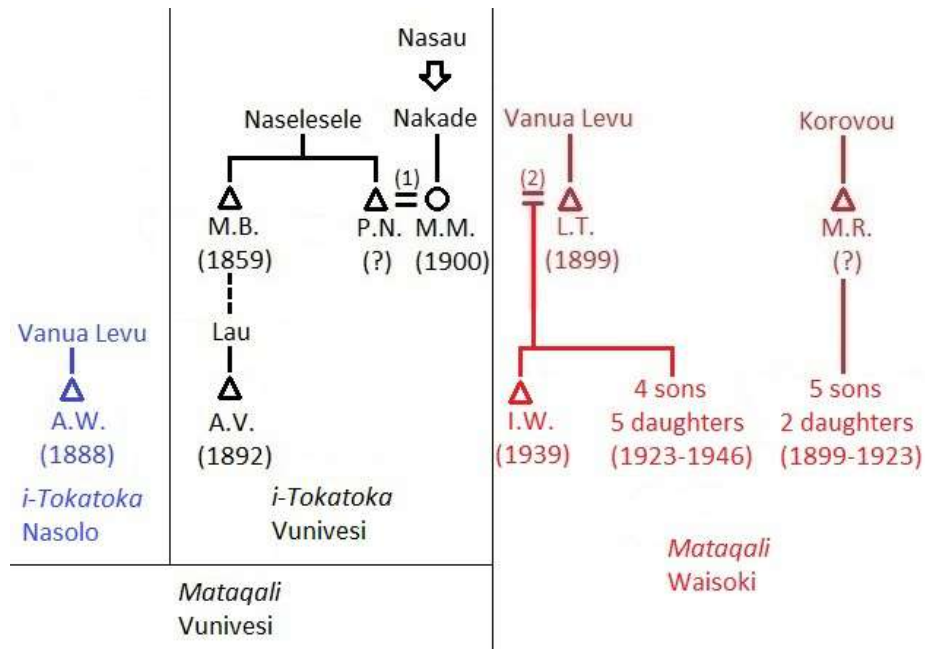 Nasau
Naselesele
Nakade
Vanua Levu
Korovou
(1)
(2)
M.B.
(1859)
P.N.
(?)
M.M.
(1900)
L.T.
(1899)
M.R.
(?)
Vanua Levu
A.W.
(1888)
Lau
A.V.
(1892)
I.W.
(1939)
4 sons
5 daughters
(1923-1946)
5 sons
2 daughters
(1899-1923)
i-Tokatoka
Nasolo
i-Tokatoka
Vunivesi
Mataqali
Waisoki
Mataqali
Vunivesi